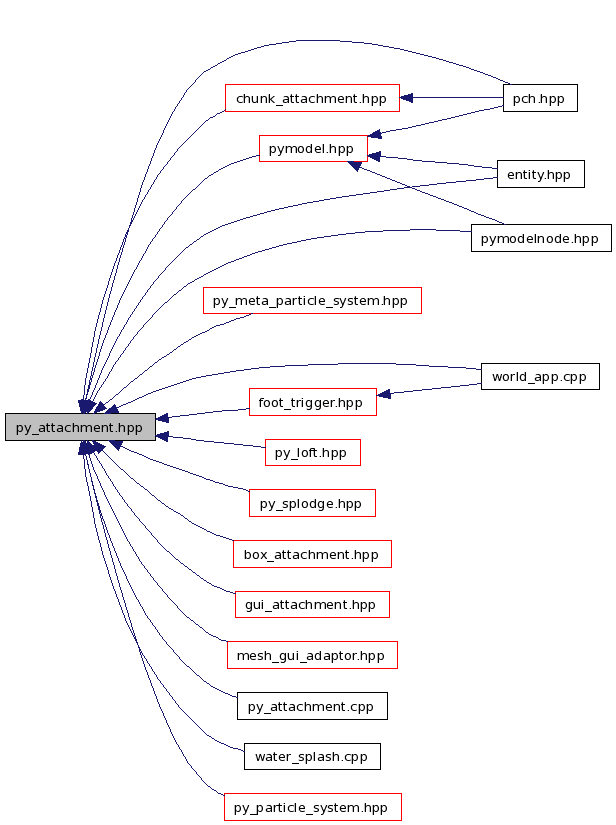 chunk_attachment.hpp
pch.hpp
pymodel.hpp
entity.hpp
pymodelnode.hpp
py_meta_particle_system.hpp
world_app.cpp
foot_trigger.hpp
py_attachment.hpp
py_loft.hpp
py_splodge.hpp
box_attachment.hpp
gui_attachment.hpp
mesh_gui_adaptor.hpp
py_attachment.cpp
water_splash.cpp
py_particle_system.hpp